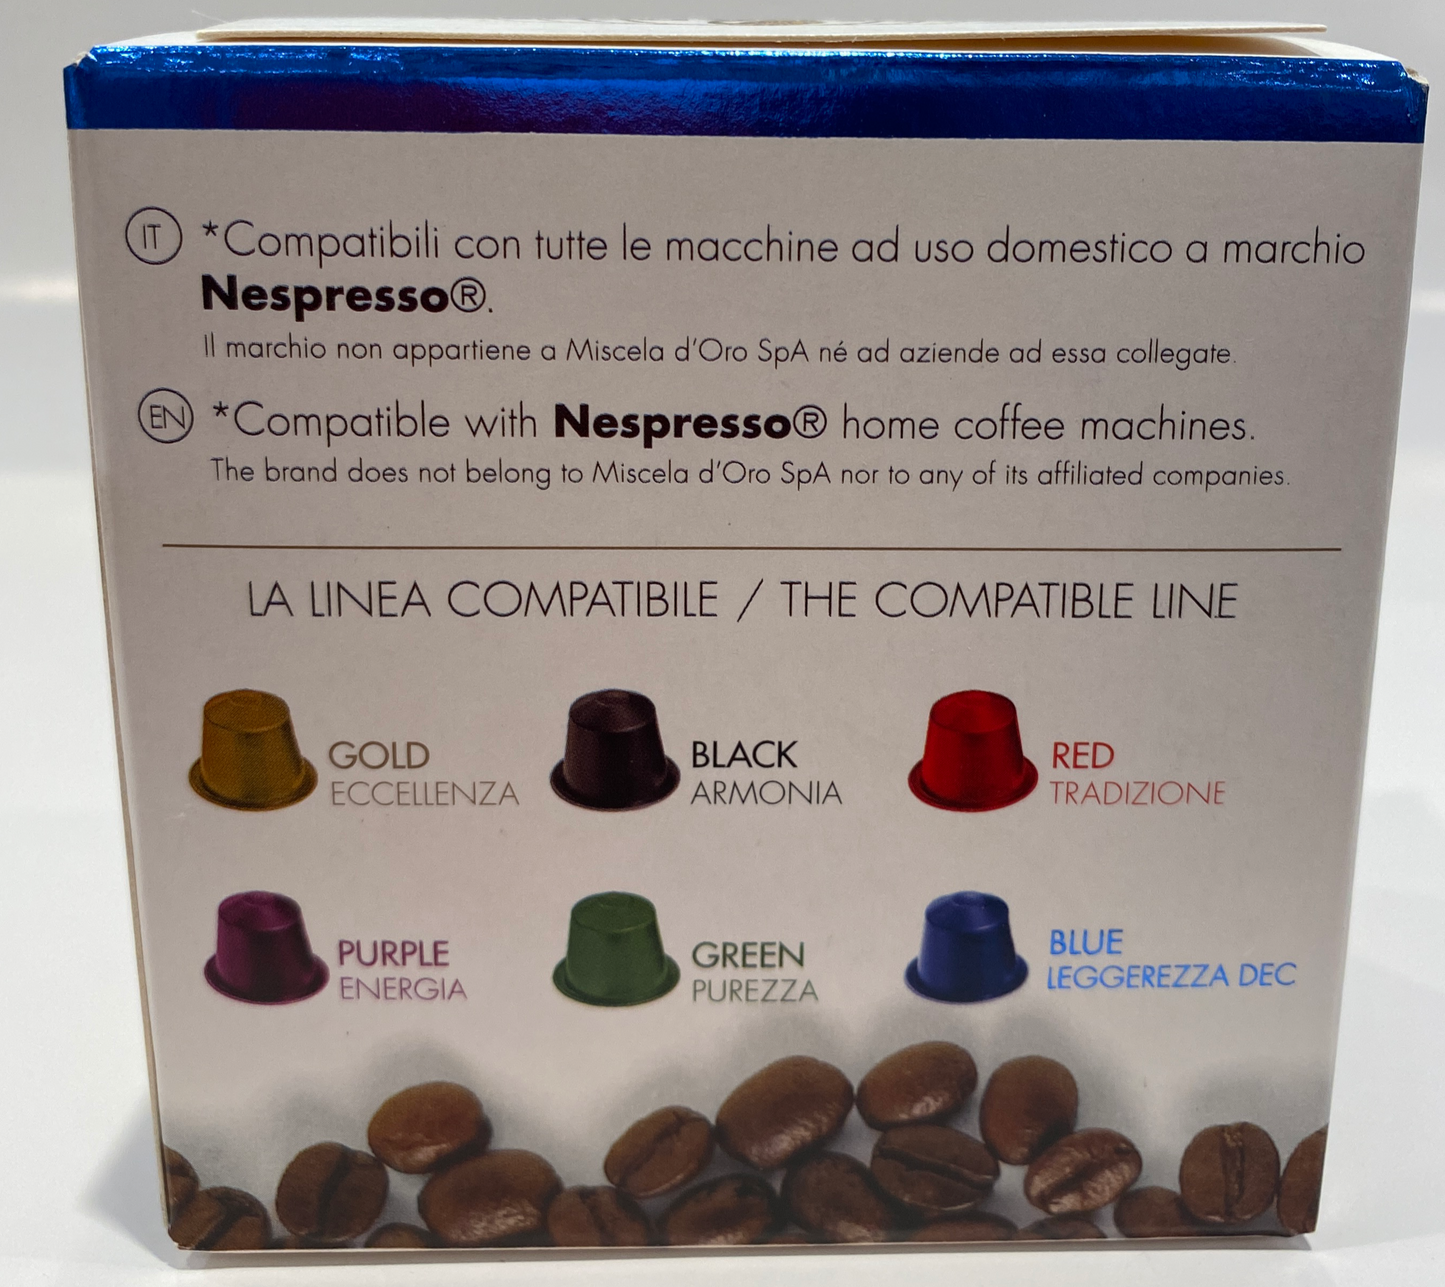 IT *Compatibili con tutte le macchine ad uso domestico a marchio
Nespresso®.
Il marchio non appartiene a Miscela d'Oro SpA né ad aziende ad essa collegate.
EN *Compatible with Nespresso® home coffee machines.
The brand does not belong to Miscela d'Oro SpA nor to any of its affiliated companies.
LA LINEA COMPATIBILE / THE COMPATIBLE LINE
GOLD
ECCELLENZA
BLACK
ARMONIA
RED
TRADIZIONE
PURPLE
ENERGIA
GREEN
PUREZZA
BLUE
LEGGEREZZA DEC